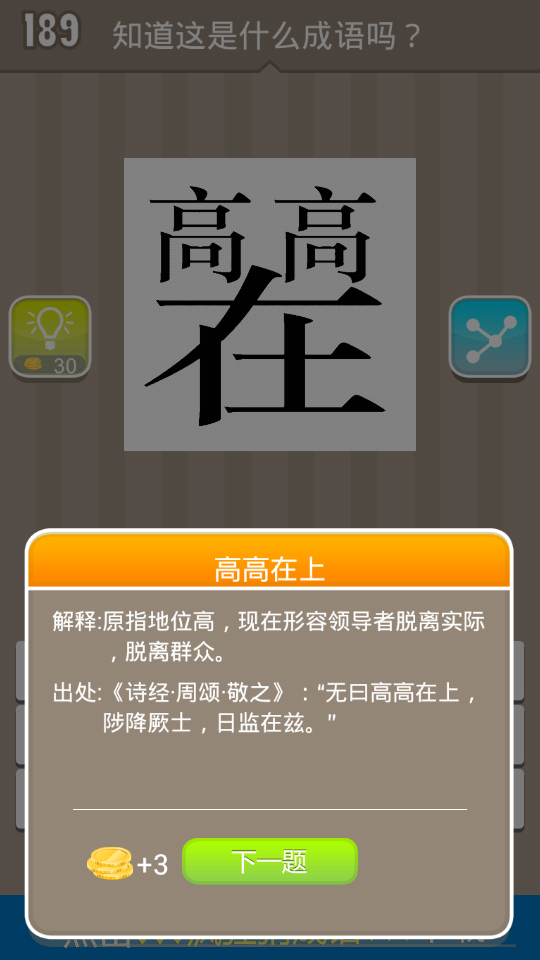 189
知道这是什么成语吗？
高高
在
30
高高在上
解释:原指地位高，现在形容领导者脱离实际
，脱离群众。
出处:《诗经·周颂·敬之》："无曰高高在上，
陟降厥士，日监在兹。"
+3
下一题